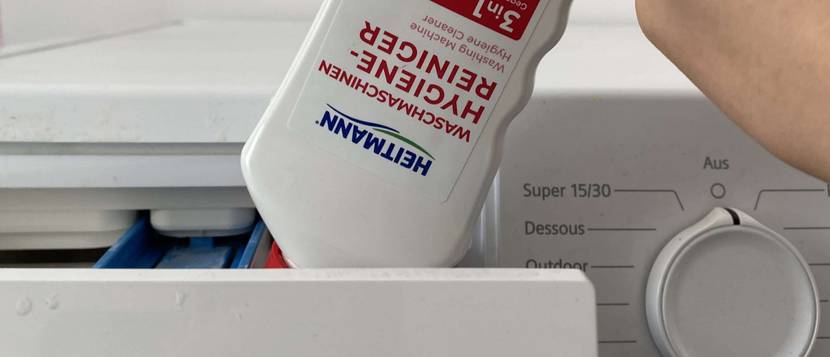 HEITMANN
WASCHMASCHINEN
HYGIENE-
REINIGER
Washing Machine
Hygiene Cleaner
3in1
Aus
Super 15/30
Dessous
Outdoor